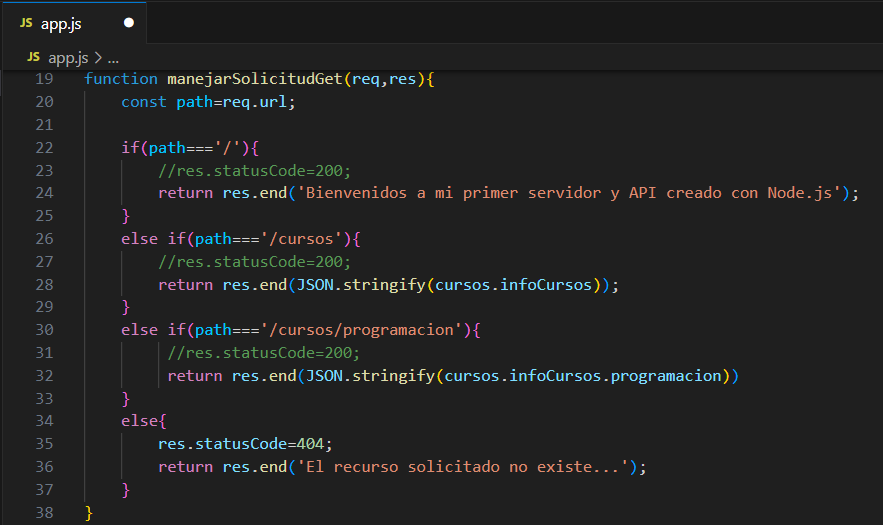 JS app.js ●
JS app.js > ...
19 function manejarSolicitudGet(req,res){
20     const path=req.url;
21
22     if(path==='/'){
23         //res.statusCode=200;
24         return res.end('Bienvenidos a mi primer servidor y API creado con Node.js');
25     }
26     else if(path==='/cursos'){
27         //res.statusCode=200;
28         return res.end(JSON.stringify(cursos.infoCursos));
29     }
30     else if(path==='/cursos/programacion'){
31          //res.statusCode=200;
32          return res.end(JSON.stringify(cursos.infoCursos.programacion))
33     }
34     else{
35         res.statusCode=404;
36         return res.end('El recurso solicitado no existe...');
37     }
38 }